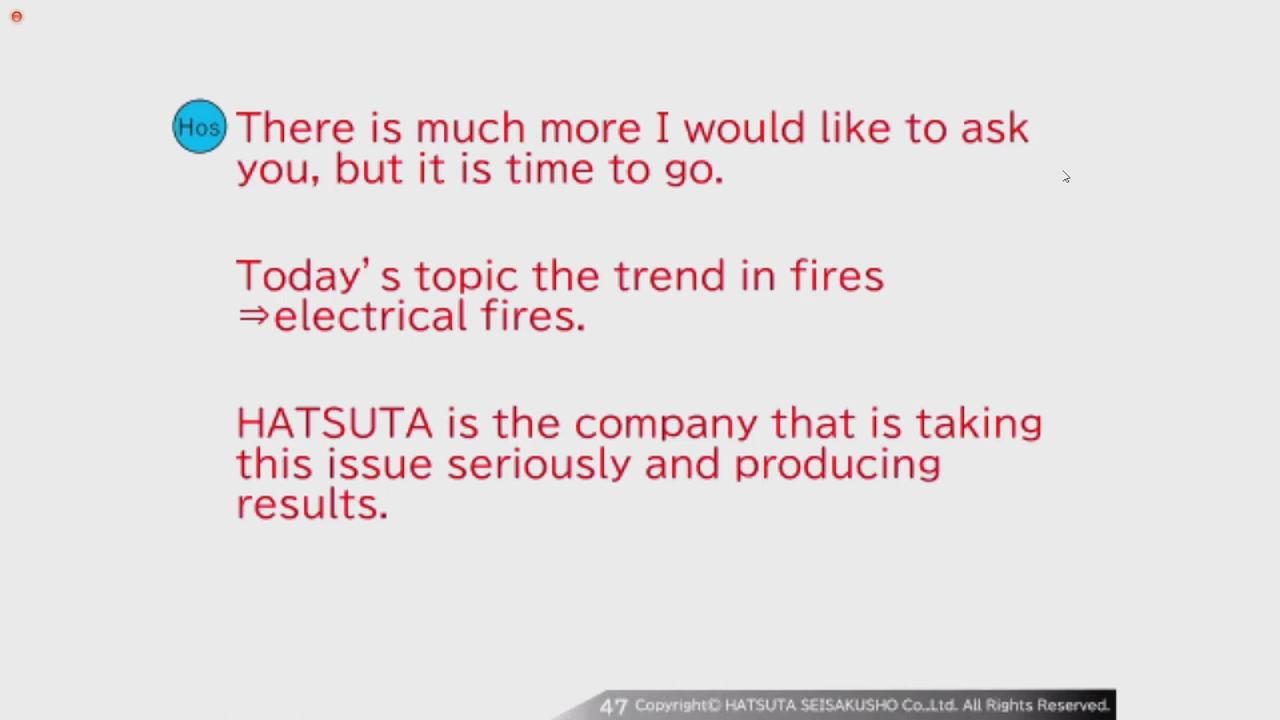 Hos There is much more I would like to ask
you, but it is time to go.
Today’s topic the trend in fires
⇒electrical fires.
HATSUTA is the company that is taking
this issue seriously and producing
results.
47 Copyright© HATSUTA SEISAKUSHO Co.,Ltd. All Rights Reserved.